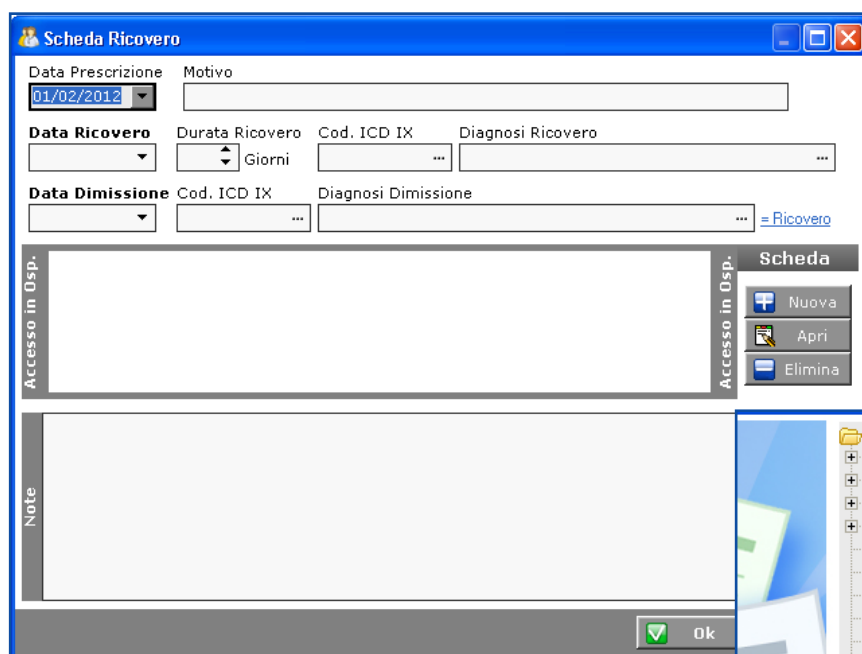 Scheda Ricovero
Data Prescrizione Motivo
01/02/2012
Data Ricovero Durata Ricovero Cod. ICD IX Diagnosi Ricovero
Giorni ... ...
Data Dimissione Cod. ICD IX Diagnosi Dimissione
... ... = Ricovero
Accesso in Osp.
Accesso in Osp.
Scheda
Nuova
Apri
Elimina
Note
Ok